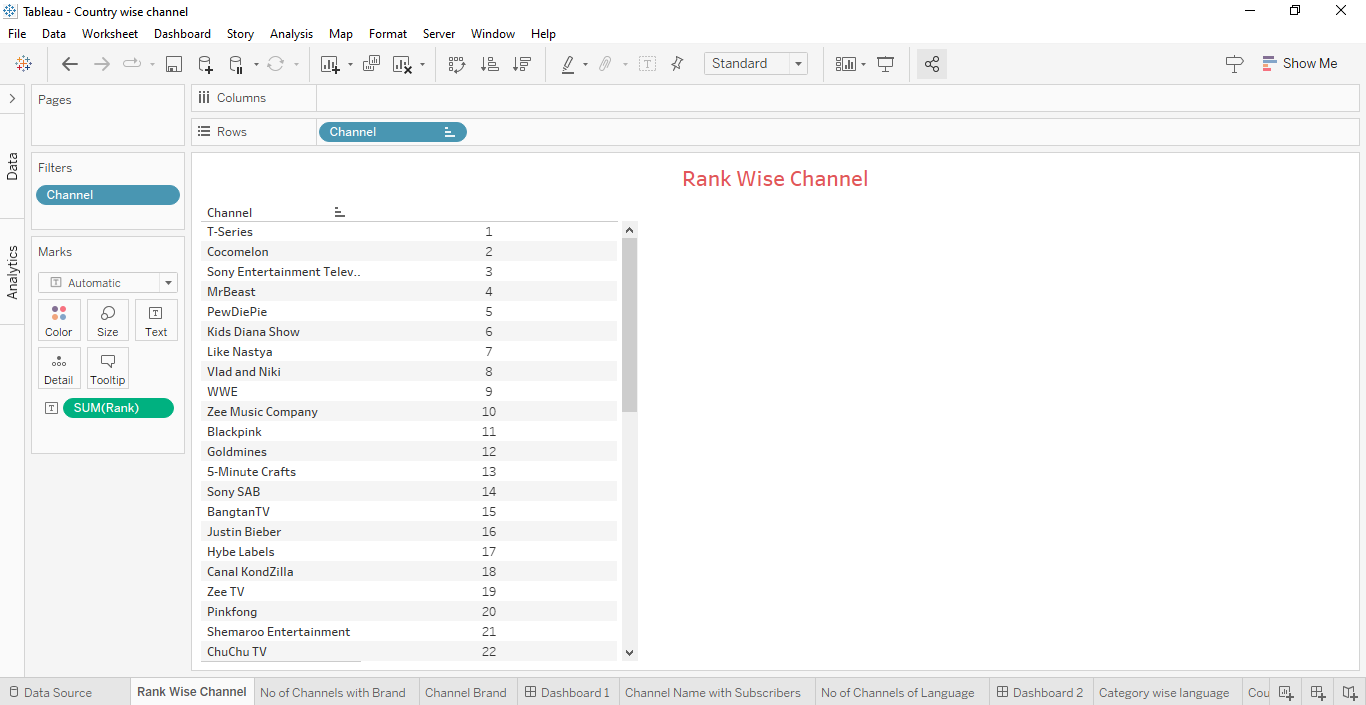 Tableau - Country wise channel
File Data Worksheet Dashboard Story Analysis Map Format Server Window Help
Standard
Show Me
Pages
Columns
Rows
Channel
Data
Analytics
Filters
Channel
Marks
Automatic
Color Size Text
Detail Tooltip
SUM(Rank)
Rank Wise Channel
Channel
T-Series 1
Cocomelon 2
Sony Entertainment Telev.. 3
MrBeast 4
PewDiePie 5
Kids Diana Show 6
Like Nastya 7
Vlad and Niki 8
WWE 9
Zee Music Company 10
Blackpink 11
Goldmines 12
5-Minute Crafts 13
Sony SAB 14
BangtanTV 15
Justin Bieber 16
Hybe Labels 17
Canal KondZilla 18
Zee TV 19
Pinkfong 20
Shemaroo Entertainment 21
ChuChu TV 22
Data Source Rank Wise Channel No of Channels with Brand Channel Brand Dashboard 1 Channel Name with Subscribers No of Channels of Language Dashboard 2 Category wise language Cou